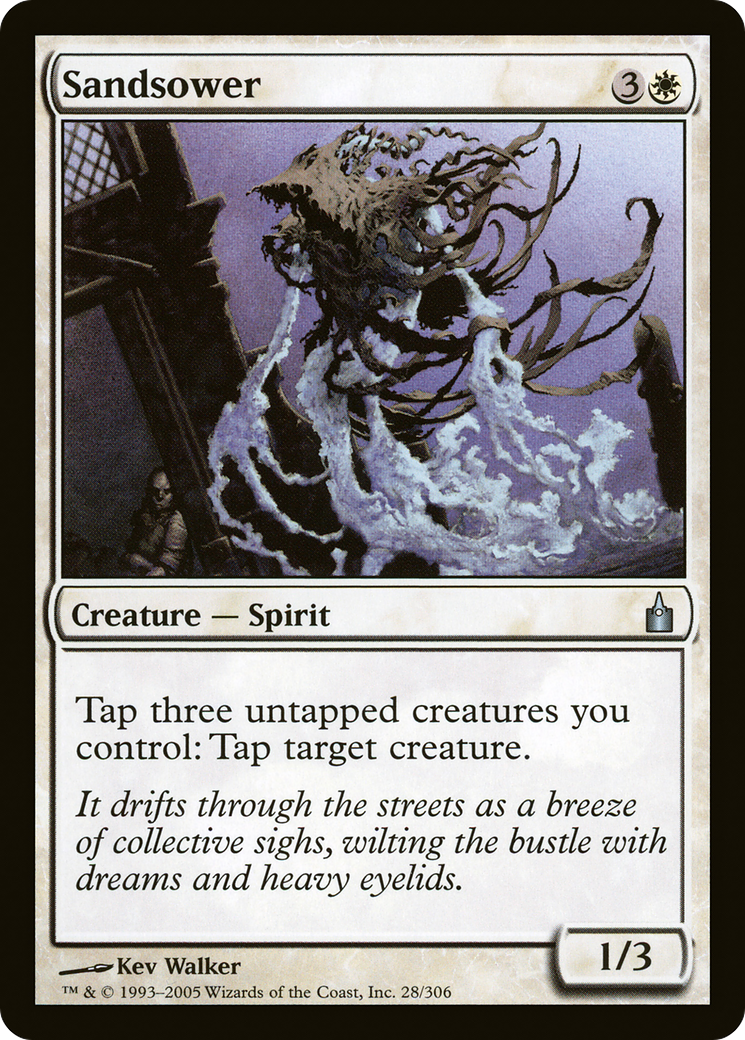 Sandsower
3
Creature — Spirit
Tap three untapped creatures you
control: Tap target creature.
It drifts through the streets as a breeze
of collective sighs, wilting the bustle with
dreams and heavy eyelids.
1/3
Kev Walker
™ & © 1993–2005 Wizards of the Coast, Inc. 28/306